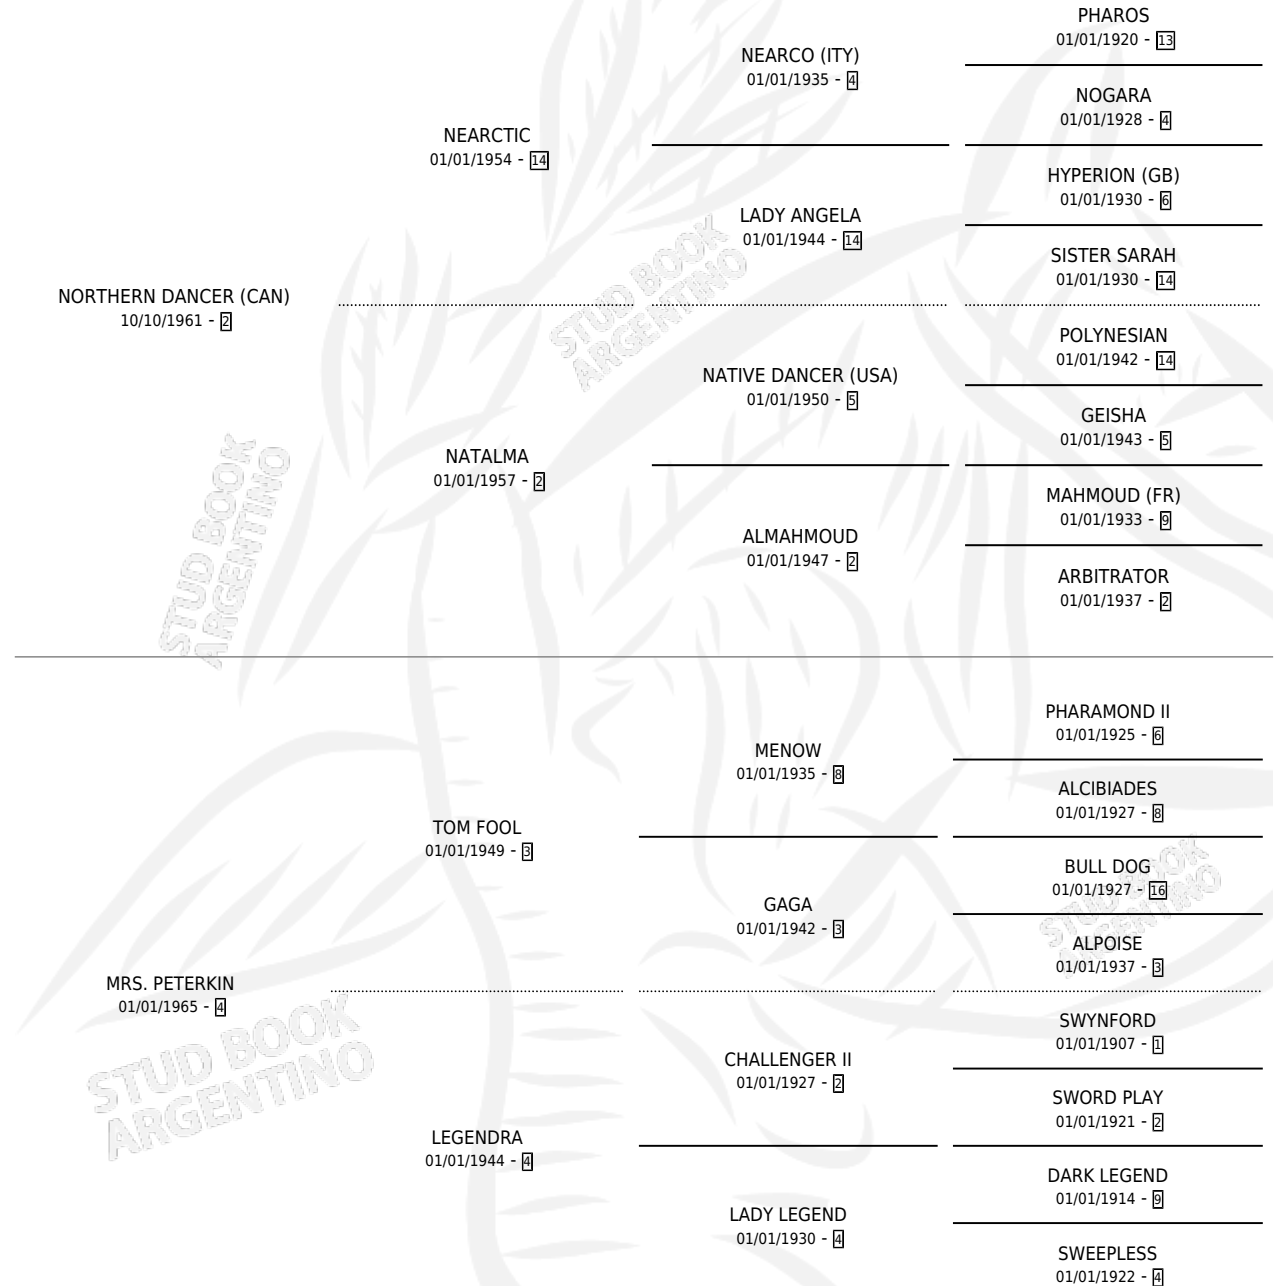 PHAROS
01/01/1920 - 13
NEARCO (ITY)
01/01/1935 - 4
NOGARA
01/01/1928 - 4
NEARCTIC
01/01/1954 - 14
HYPERION (GB)
01/01/1930 - 6
LADY ANGELA
01/01/1944 - 14
SISTER SARAH
01/01/1930 - 14
STUD BOOK
ARGENTINO
NORTHERN DANCER (CAN)
10/10/1961 - 2
POLYNESIAN
01/01/1942 - 14
NATIVE DANCER (USA)
01/01/1950 - 5
GEISHA
01/01/1943 - 5
NATALMA
01/01/1957 - 2
MAHMOUD (FR)
01/01/1933 - 9
ALMAHMOUD
01/01/1947 - 2
ARBITRATOR
01/01/1937 - 2
STUD BOOK
ARGENTINO
PHARAMOND II
01/01/1925 - 6
MENOW
01/01/1935 - 8
ALCIBIADES
01/01/1927 - 8
TOM FOOL
01/01/1949 - 3
BULL DOG
01/01/1927 - 16
GAGA
01/01/1942 - 3
STUD BOOK
ARGENTINO
ALPOISE
01/01/1937 - 3
MRS. PETERKIN
01/01/1965 - 4
SWYNFORD
01/01/1907 - 1
CHALLENGER II
01/01/1927 - 2
STUD BOOK
ARGENTINO
SWORD PLAY
01/01/1921 - 2
LEGENDRA
01/01/1944 - 4
DARK LEGEND
01/01/1914 - 9
LADY LEGEND
01/01/1930 - 4
SWEEPLESS
01/01/1922 - 4